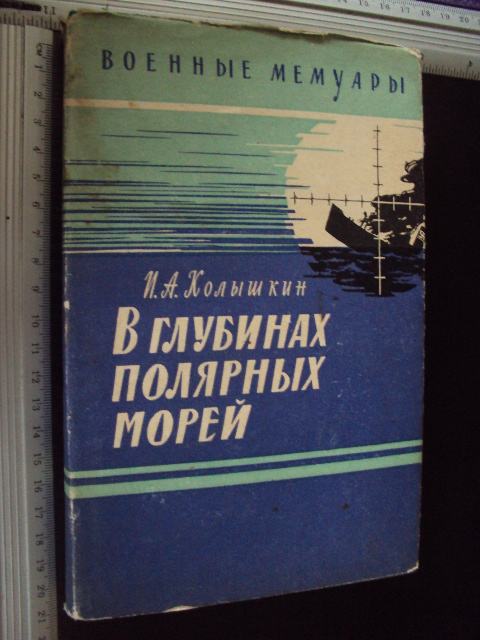 ВОЕННЫЕ МЕМУАРЫ
И.А.Колышкин
В ГЛУБИНАХ
ПОЛЯРНЫХ
МОРЕЙ